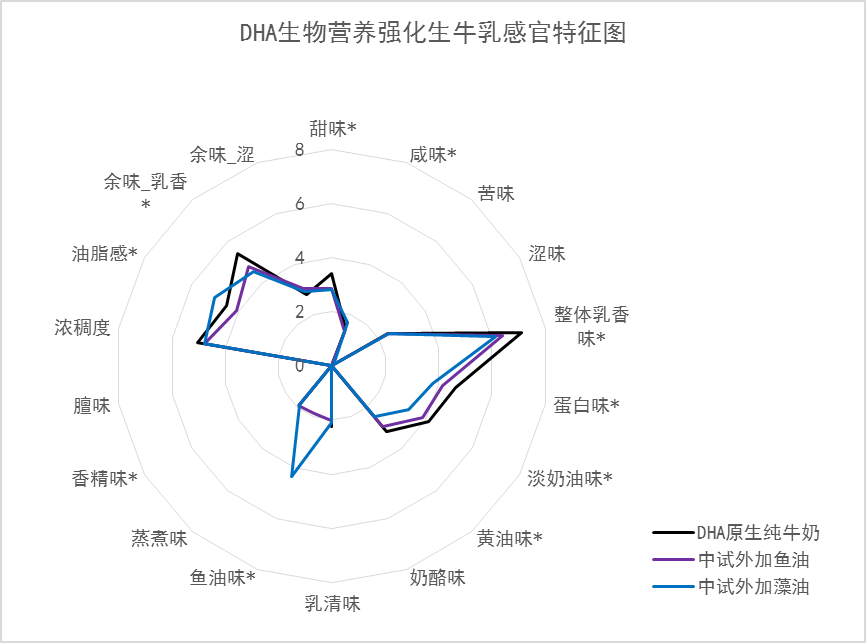 DHA生物营养强化生牛乳感官特征图
甜味*
咸味*
苦味
涩味
整体乳香
味*
蛋白味*
淡奶油味*
黄油味*
奶酪味
乳清味
鱼油味*
蒸煮味
香精味*
膻味
浓稠度
油脂感*
余味_乳香
*
余味_涩
8
6
4
2
0
DHA原生纯牛奶
中试外加鱼油
中试外加藻油